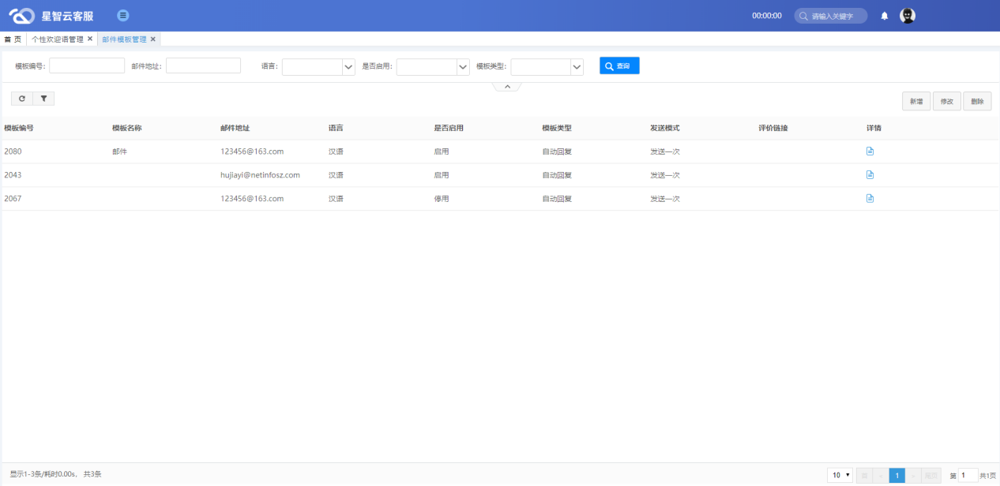 星智云客服 00:00:00 请输入关键字
首 页 个性欢迎语管理 × 邮件模板管理 ×
模板编号: 邮件地址: 语言: 是否启用: 模板类型: 查询
新增 修改 删除
模板编号 模板名称 邮件地址 语言 是否启用 模板类型 发送模式 评价链接 详情
2080 邮件 123456@163.com 汉语 启用 自动回复 发送一次
2043 hujiayi@netinfosz.com 汉语 启用 自动回复 发送一次
2067 123456@163.com 汉语 停用 自动回复 发送一次
显示1-3条/耗时0.00s, 共3条 10 1 尾页 第 1 共1页